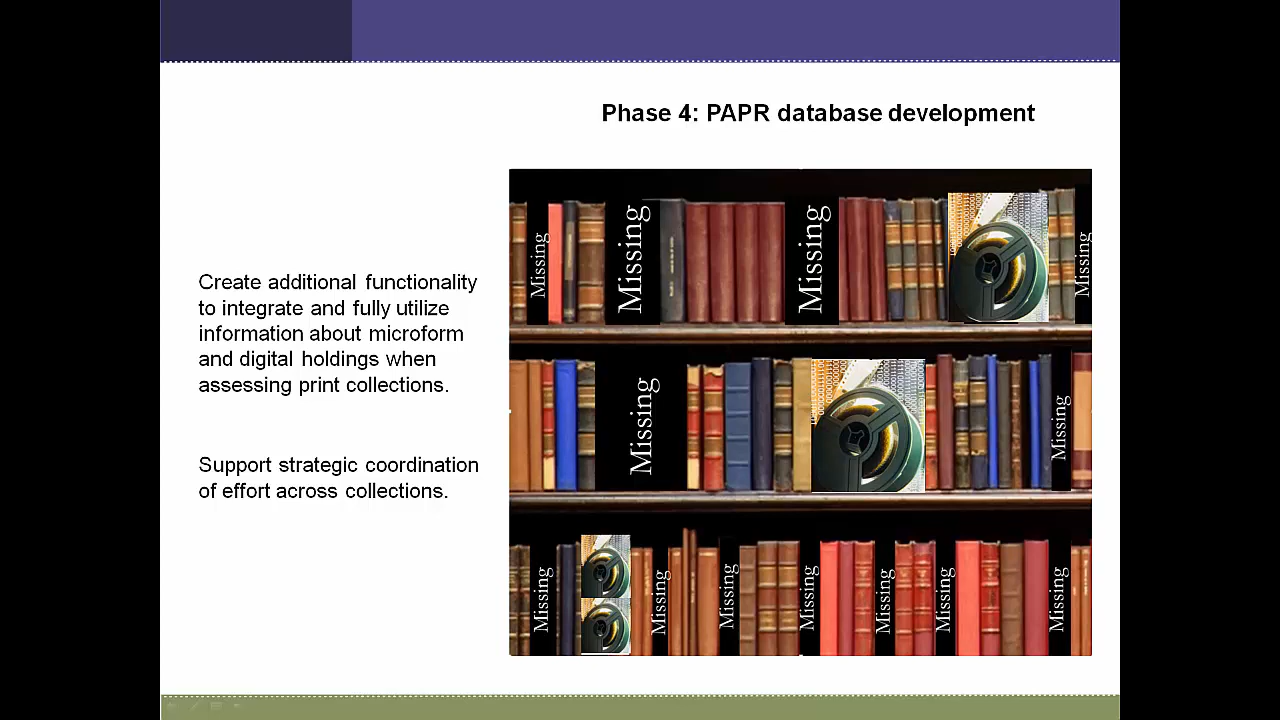 Phase 4: PAPR database development
Create additional functionality
to integrate and fully utilize
information about microform
and digital holdings when
assessing print collections.
Support strategic coordination
of effort across collections.
Missing
Missing
Missing
Missing
Missing
Missing
Missing
Missing
Missing
Missing
Missing
Missing
Missing